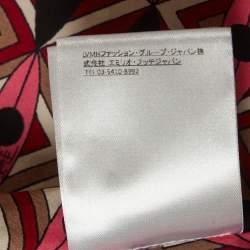 LVMHファッション・グループ・ジャパン㈱
株式会社 エミリオ・プッチジャパン
TEL 03-5410-8992